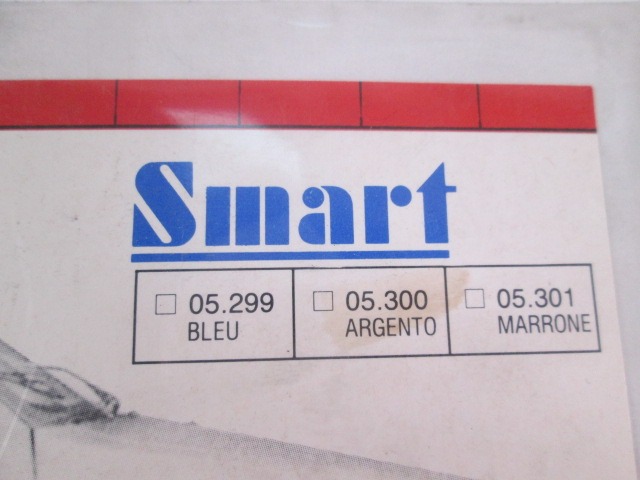 Smart
05.299 05.300 05.301
BLEU ARGENTO MARRONE